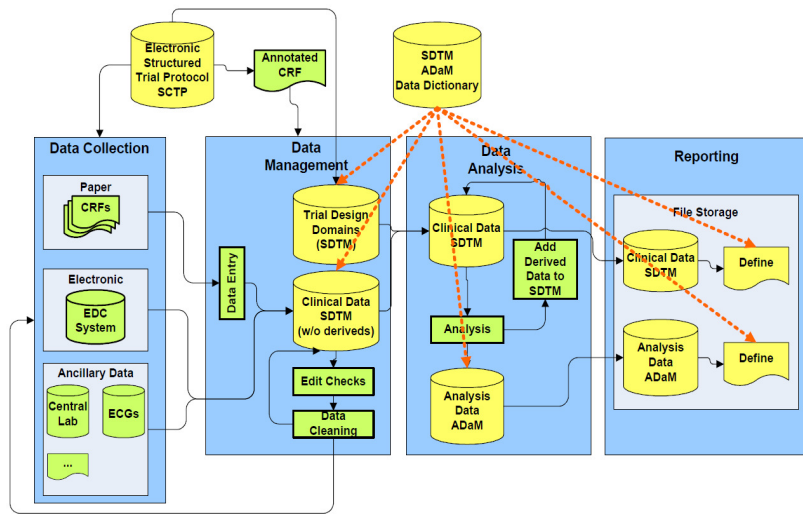 Electronic
Structured
Trial Protocol
SCTP
Annotated
CRF
SDTM
ADaM
Data Dictionary
Data Collection
Paper
CRFs
Electronic
EDC
System
Ancillary Data
Central
Lab
ECGs
...
Data
Management
Trial Design
Domains
(SDTM)
Data Entry
Clinical Data
SDTM
(w/o deriveds)
Edit Checks
Data
Cleaning
Data
Analysis
Clinical Data
SDTM
Add
Derived
Data to
SDTM
Analysis
Analysis
Data
ADaM
Reporting
File Storage
Clinical Data
SDTM
Define
Analysis
Data
ADaM
Define